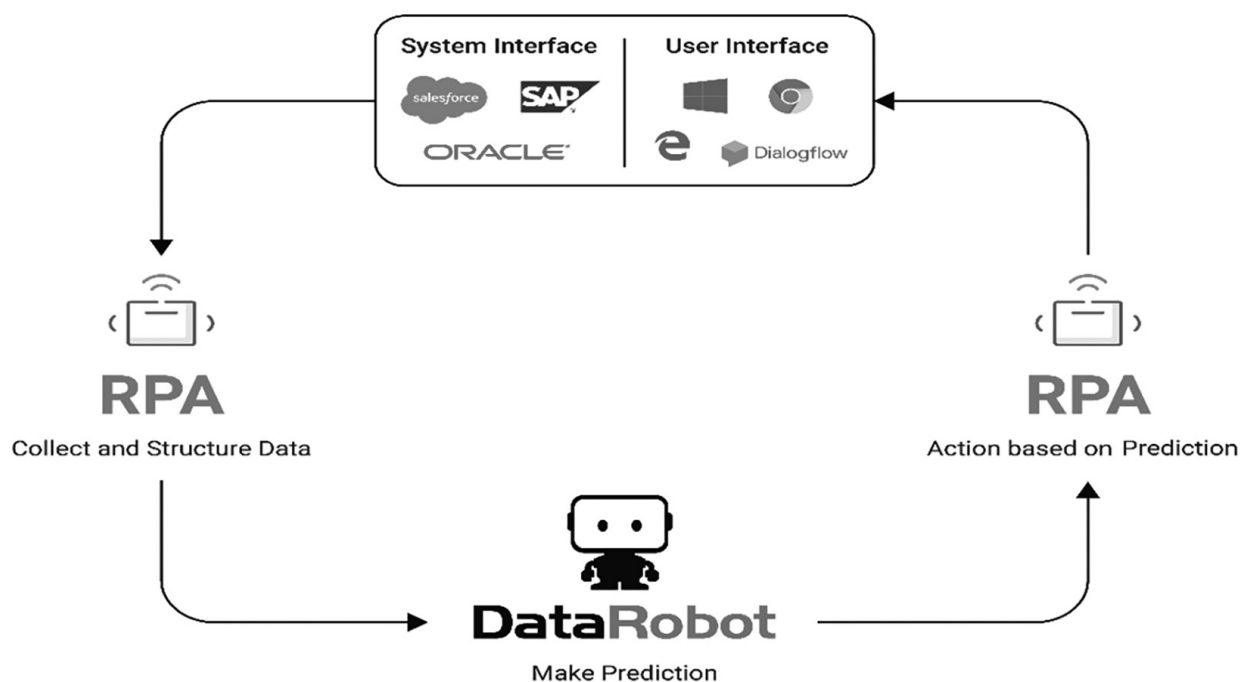 System Interface
User Interface
salesforce
SAP
ORACLE
Dialogflow
RPA
Collect and Structure Data
RPA
Action based on Prediction
DataRobot
Make Prediction